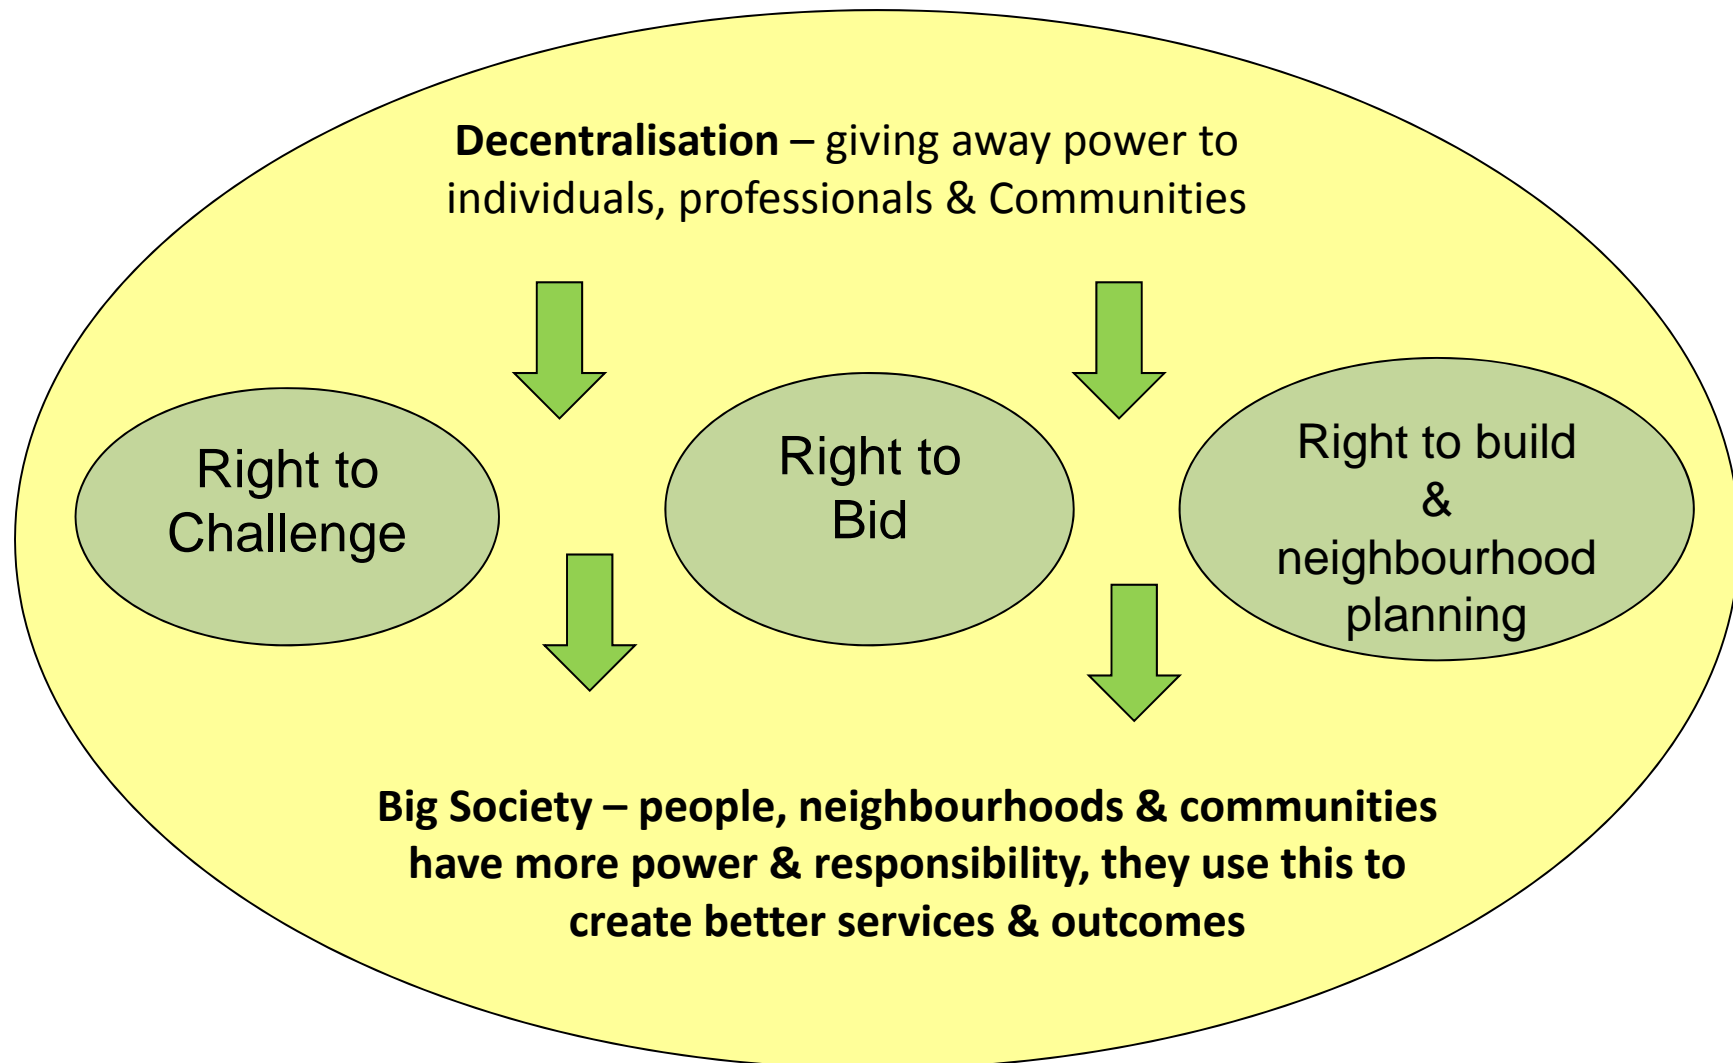 Decentralisation – giving away power to
individuals, professionals & Communities
Right to
Challenge
Right to
Bid
Right to build
&
neighbourhood
planning
Big Society – people, neighbourhoods & communities
have more power & responsibility, they use this to
create better services & outcomes